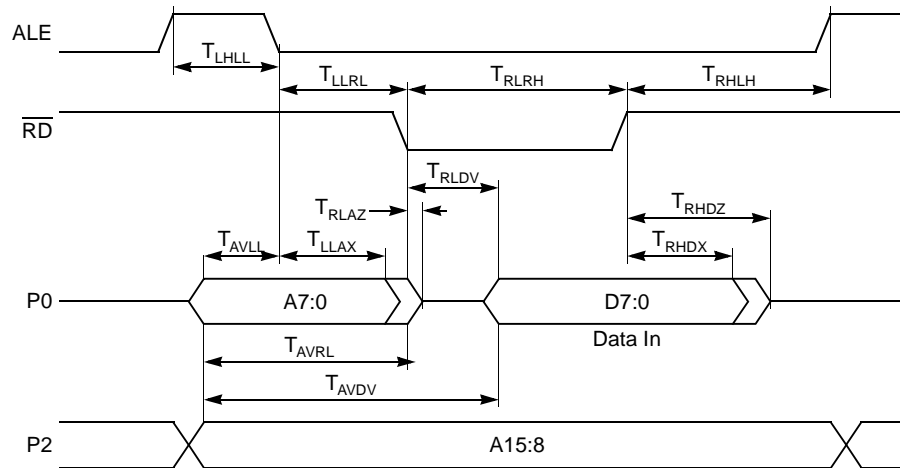 ALE
T_LHLL
T_LLRL
T_RLRH
T_RHLH
RD
T_RLDV
T_RLAZ
T_RHDZ
T_AVLL
T_LLAX
T_RHDX
P0
A7:0
D7:0
Data In
T_AVRL
T_AVDV
P2
A15:8